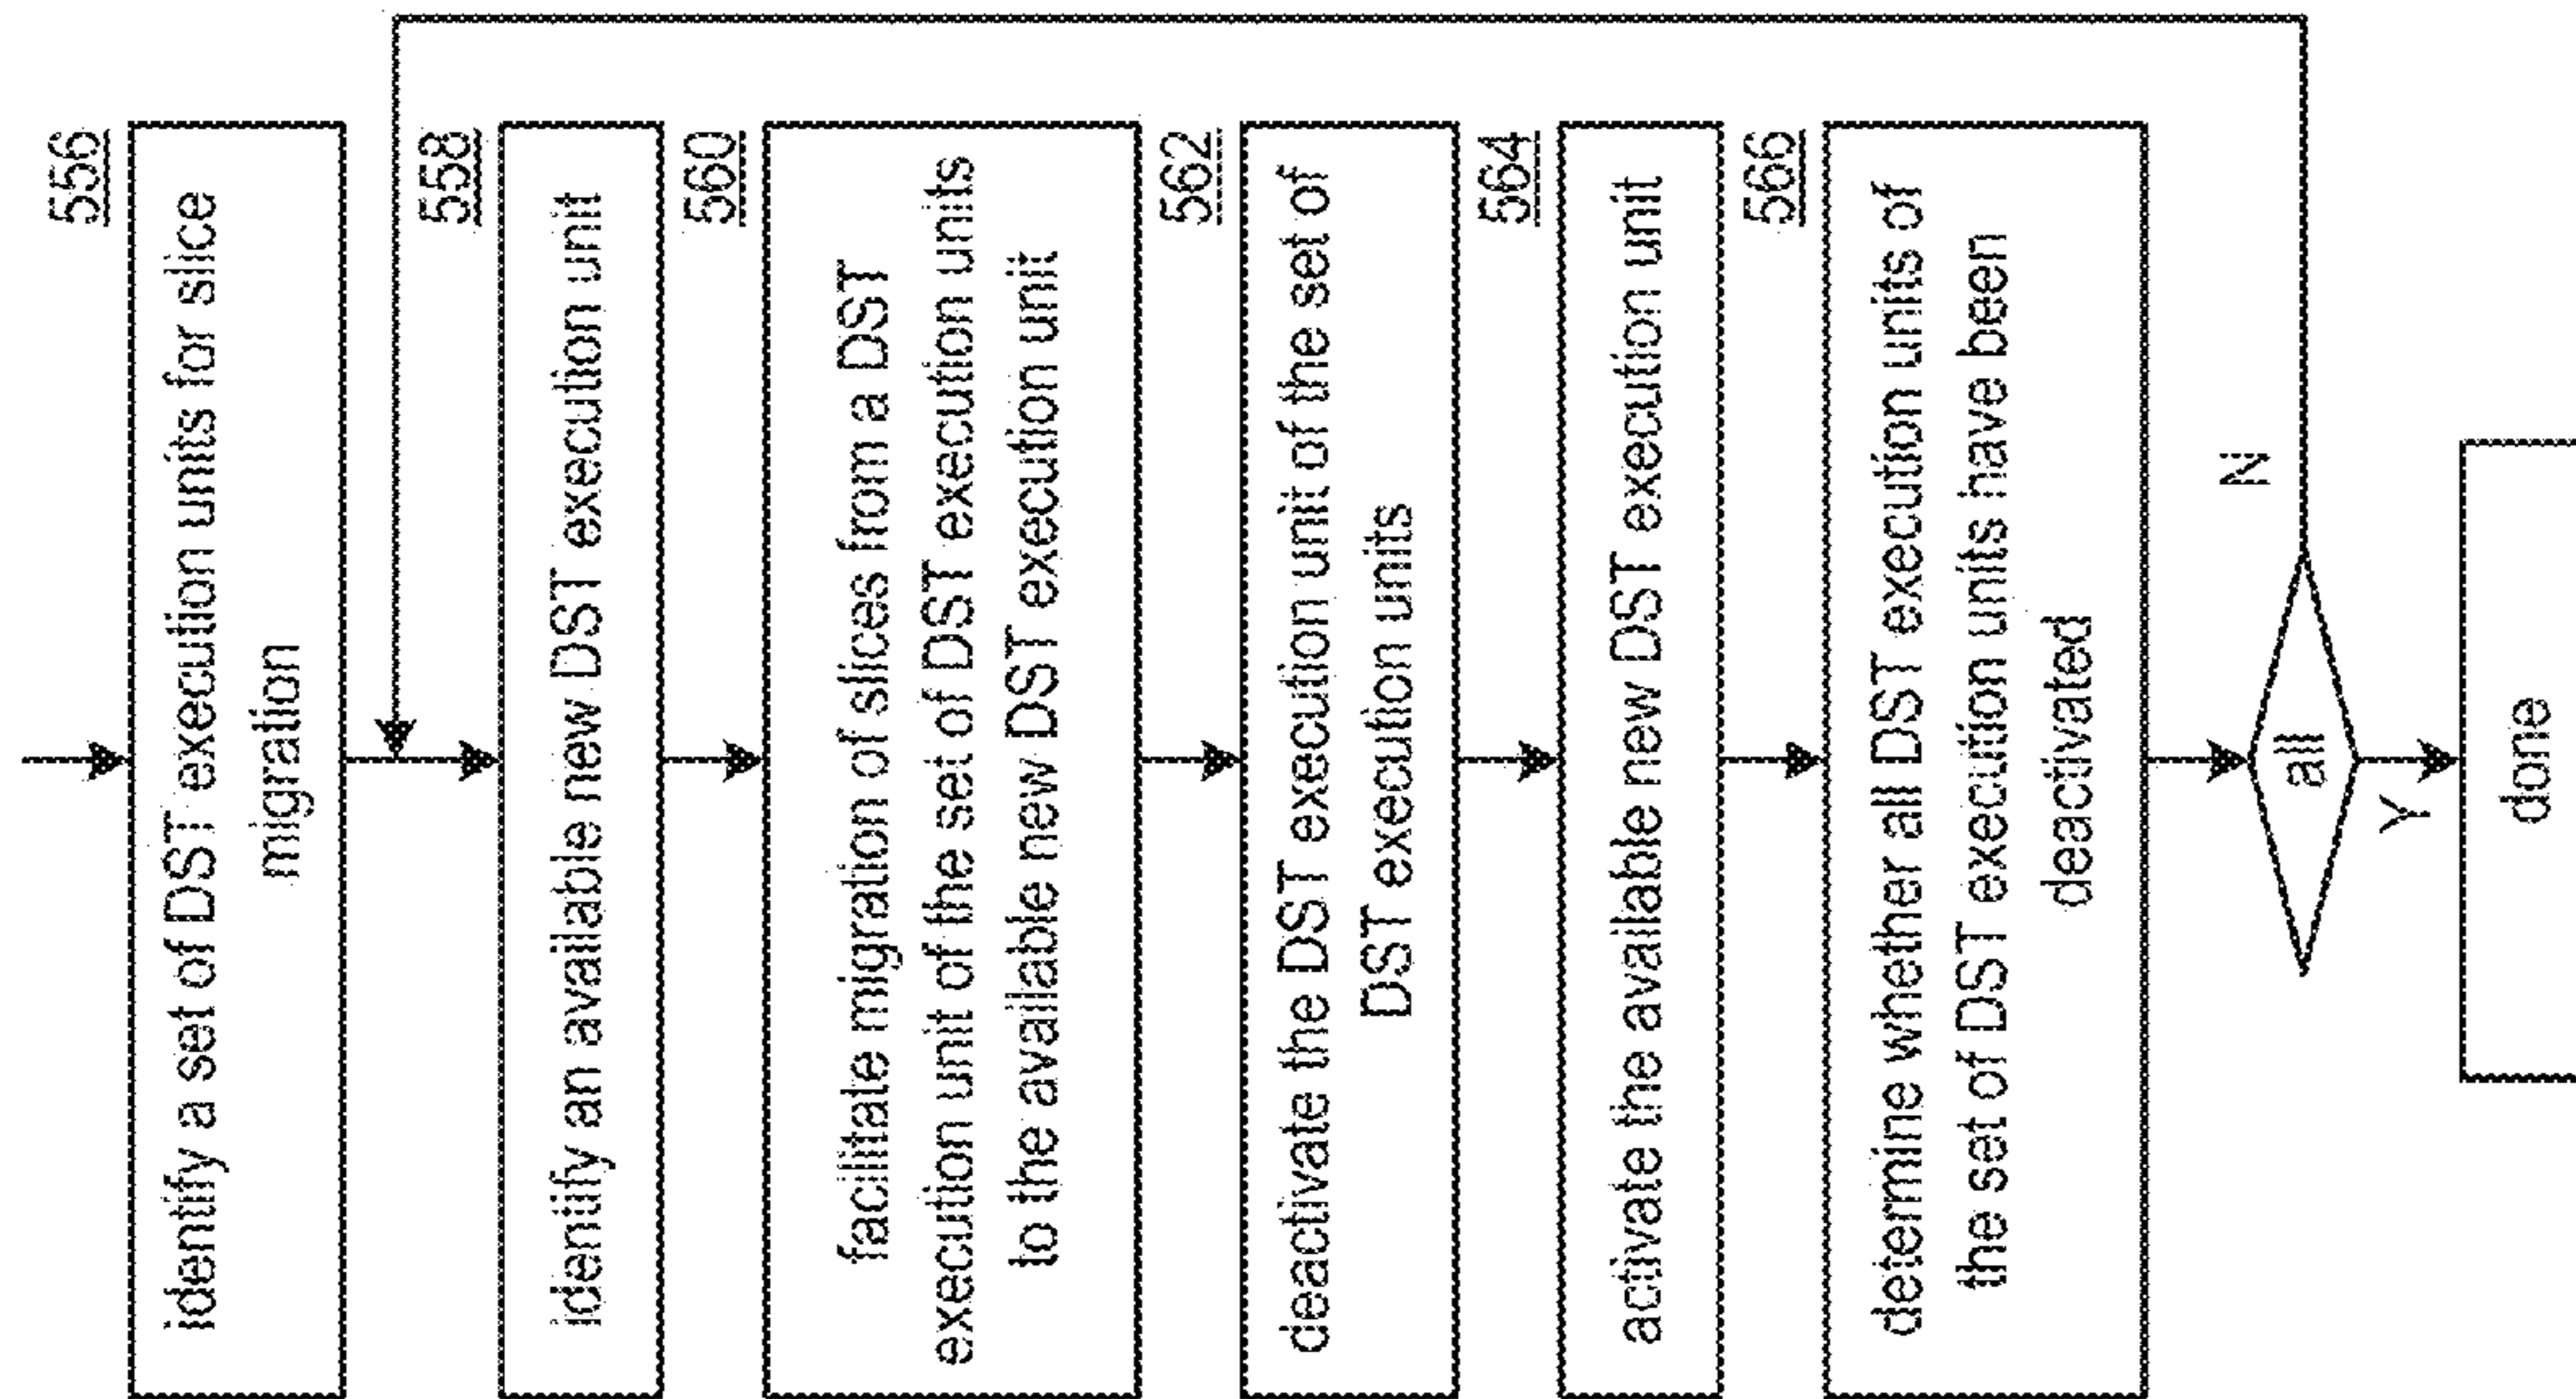 556
identify a set of DST execution units for slice
migration
558
identify an available new DST execution unit
560
facilitate migration of slices from a DST
execution unit of the set of DST execution units
to the available new DST execution unit
562
deactivate the DST execution unit of the set of
DST execution units
564
activate the available new DST execution unit
566
determine whether all DST execution units of
the set of DST execution units have been
deactivated
N
all
Y
done